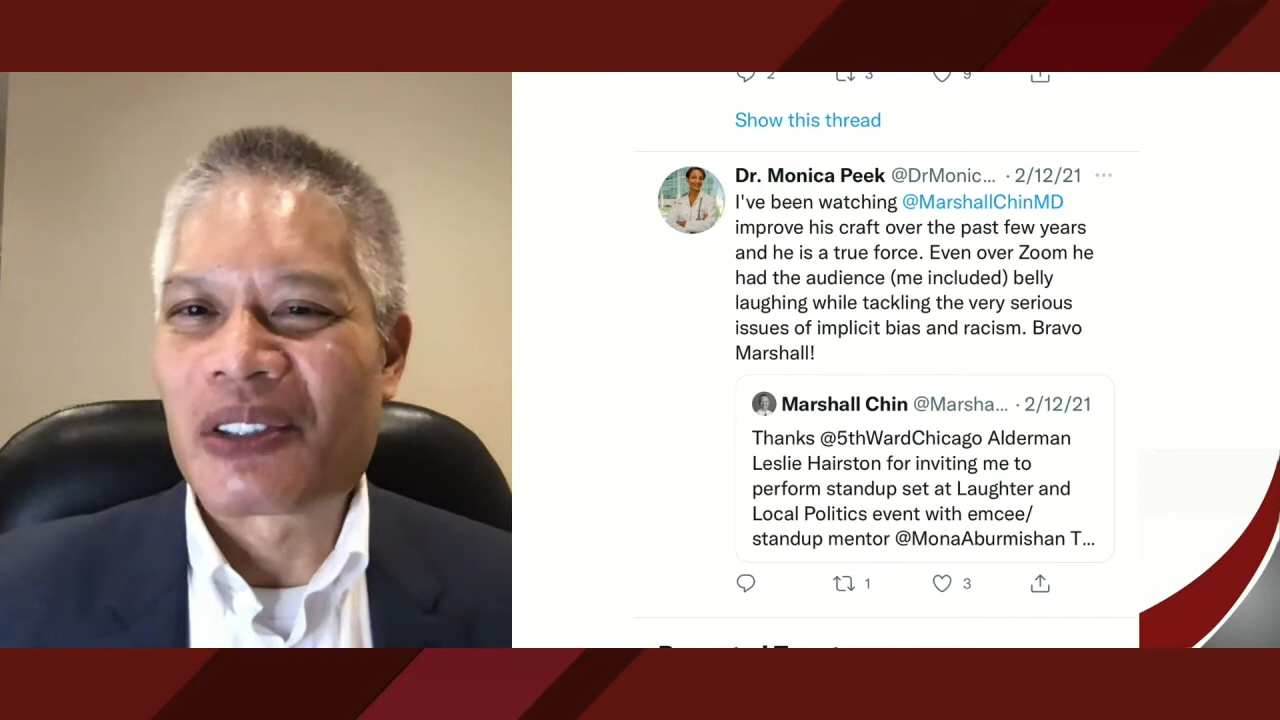 2 3 9
Show this thread
Dr. Monica Peek @DrMonic... · 2/12/21 ···
I've been watching @MarshallChinMD
improve his craft over the past few years
and he is a true force. Even over Zoom he
had the audience (me included) belly
laughing while tackling the very serious
issues of implicit bias and racism. Bravo
Marshall!
Marshall Chin @Marsha... · 2/12/21
Thanks @5thWardChicago Alderman
Leslie Hairston for inviting me to
perform standup set at Laughter and
Local Politics event with emcee/
standup mentor @MonaAburmishan T...
1 3